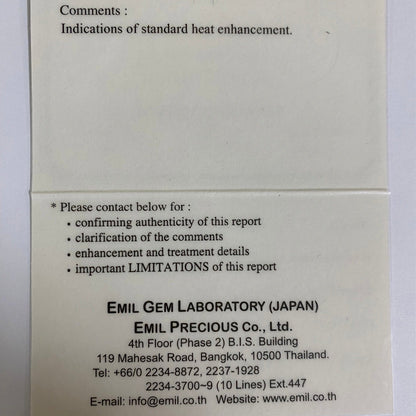 Comments :
Indications of standard heat enhancement.
* Please contact below for :
• confirming authenticity of this report
• clarification of the comments
• enhancement and treatment details
• important LIMITATIONS of this report
EMIL GEM LABORATORY (JAPAN)
EMIL PRECIOUS Co., Ltd.
4th Floor (Phase 2) B.I.S. Building
119 Mahesak Road, Bangkok, 10500 Thailand.
Tel: +66/0 2234-8872, 2237-1928
2234-3700~9 (10 Lines) Ext.447
E-mail: info@emil.co.th Website: www.emil.co.th